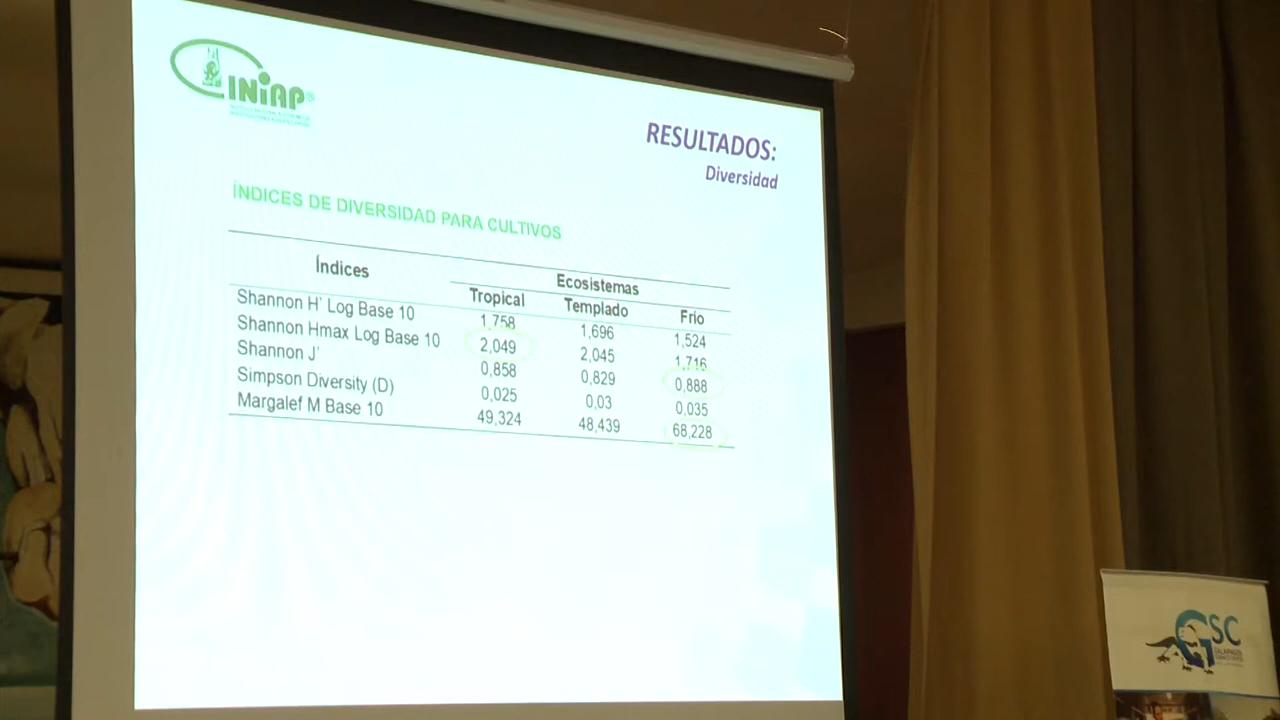 INIAP
RESULTADOS:
Diversidad
ÍNDICES DE DIVERSIDAD PARA CULTIVOS
Índices
Ecosistemas
Tropical Templado Frío
Shannon H' Log Base 10 1,758 1,696 1,524
Shannon Hmax Log Base 10 2,049 2,045 1,716
Shannon J' 0,858 0,829 0,888
Simpson Diversity (D) 0,025 0,03 0,035
Margalef M Base 10 49,324 48,439 68,228
GSC